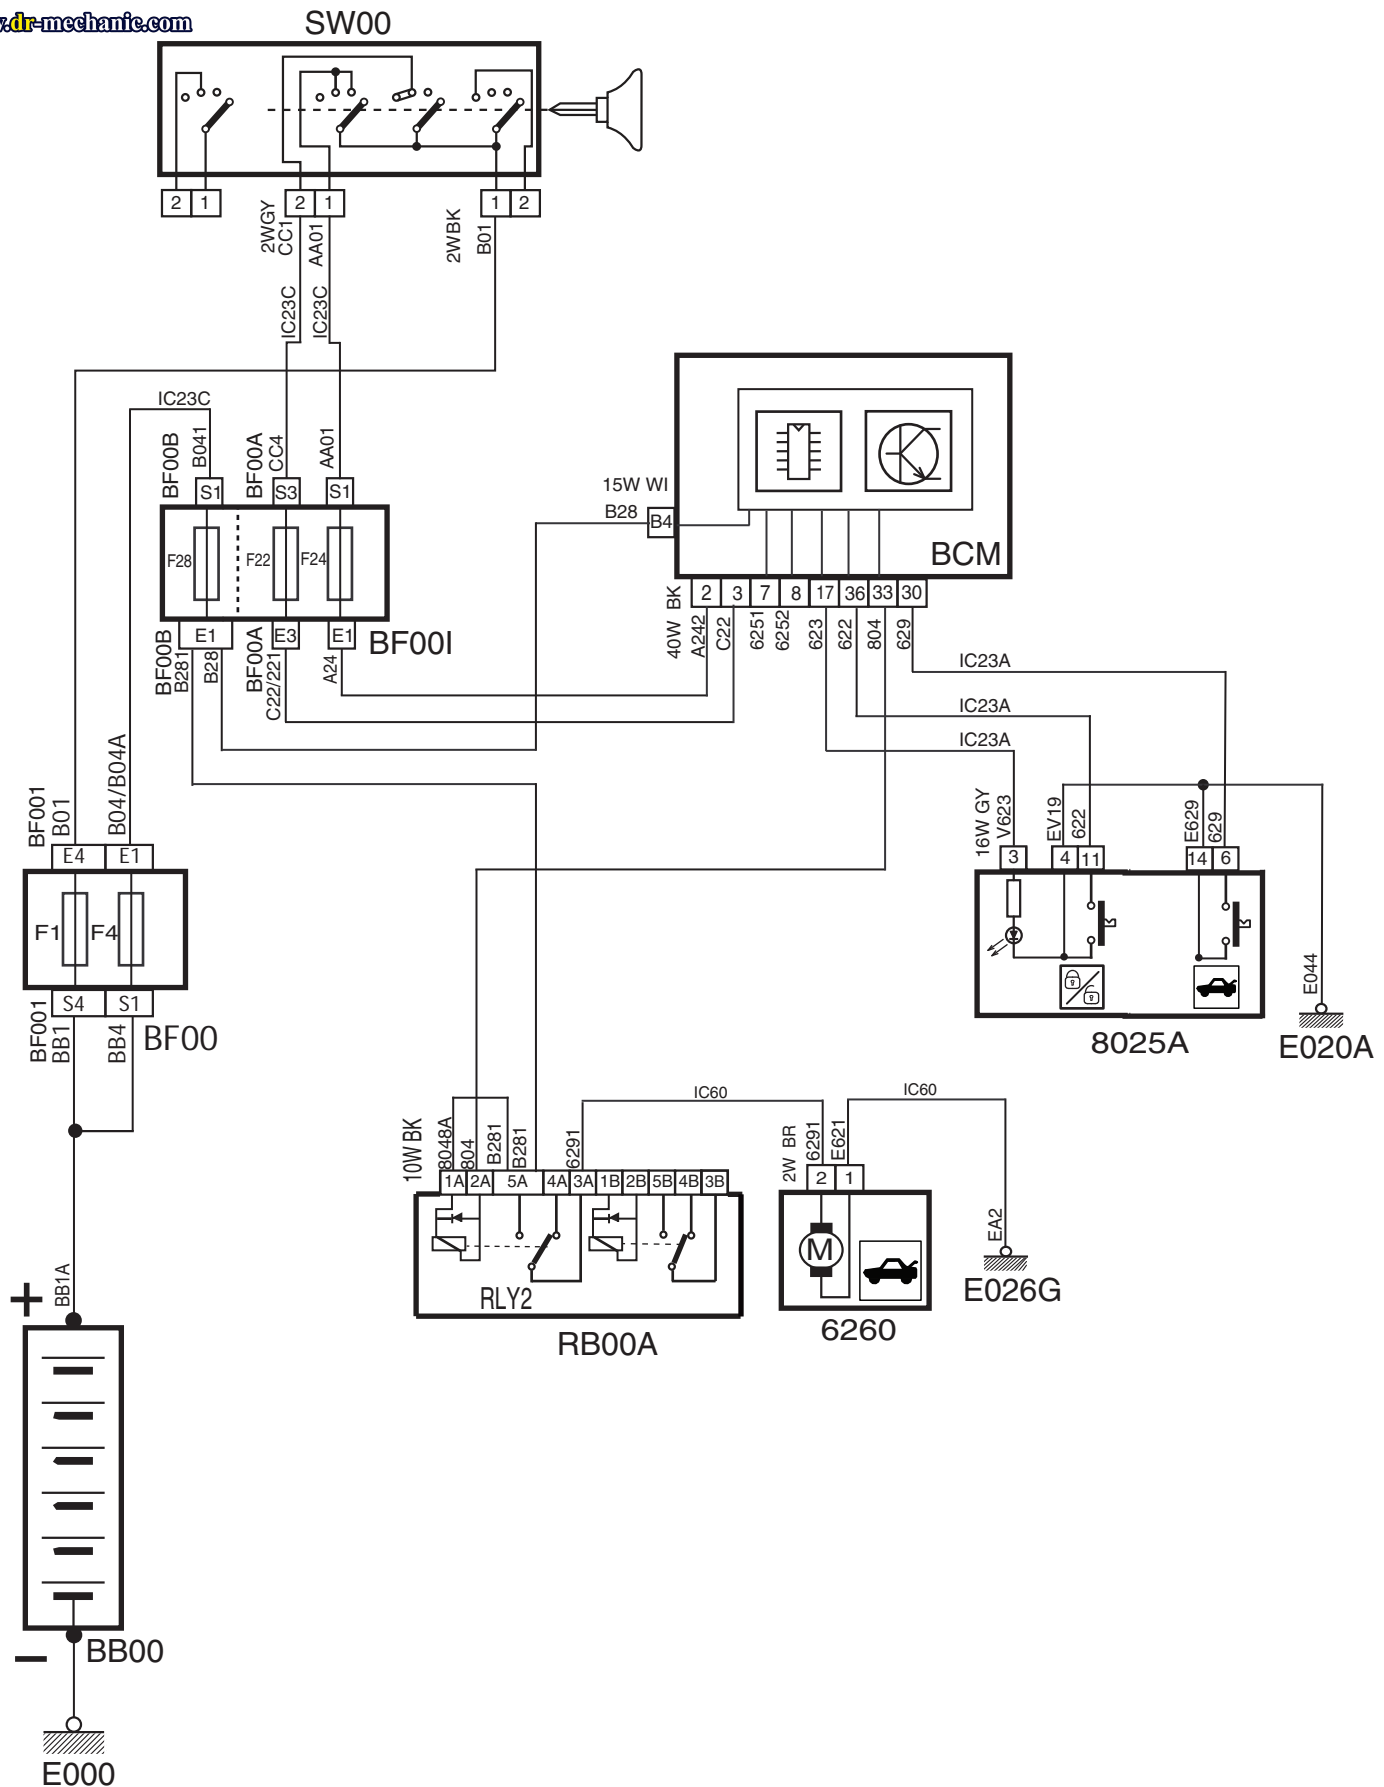 .dr-mechanic.com
SW00
2 1 2 1 1 2
2WGY
CC1
AA01
2WBK
B01
IC23C
IC23C
IC23C
BF00B
B041
BF00A
CC4
AA01
S1 S3 S1
F28 F22 F24
E1 E3 E1
BF00I
BF00B
B281
B28
BF00A
C22/221
A24
15W WI
B28
B4
BCM
2 3 7 8 17 36 33 30
40W BK
A242
C22
6251
6252
623
622
804
629
IC23A
IC23A
IC23A
BF001
B01
B04/B04A
E4 E1
F1 F4
S4 S1
BF001
BB1
BB4
BF00
16W GY
V623
EV19
622
E629
629
3 4 11 14 6
8025A
E044
E020A
10W BK
8048A
804
B281
B281
6291
IC60
IC60
1A 2A 5A 4A 3A 1B 2B 5B 4B 3B
RLY2
RB00A
2W BR
6291
E621
2 1
M
6260
EA2
E026G
BB1A
+
−
BB00
E000